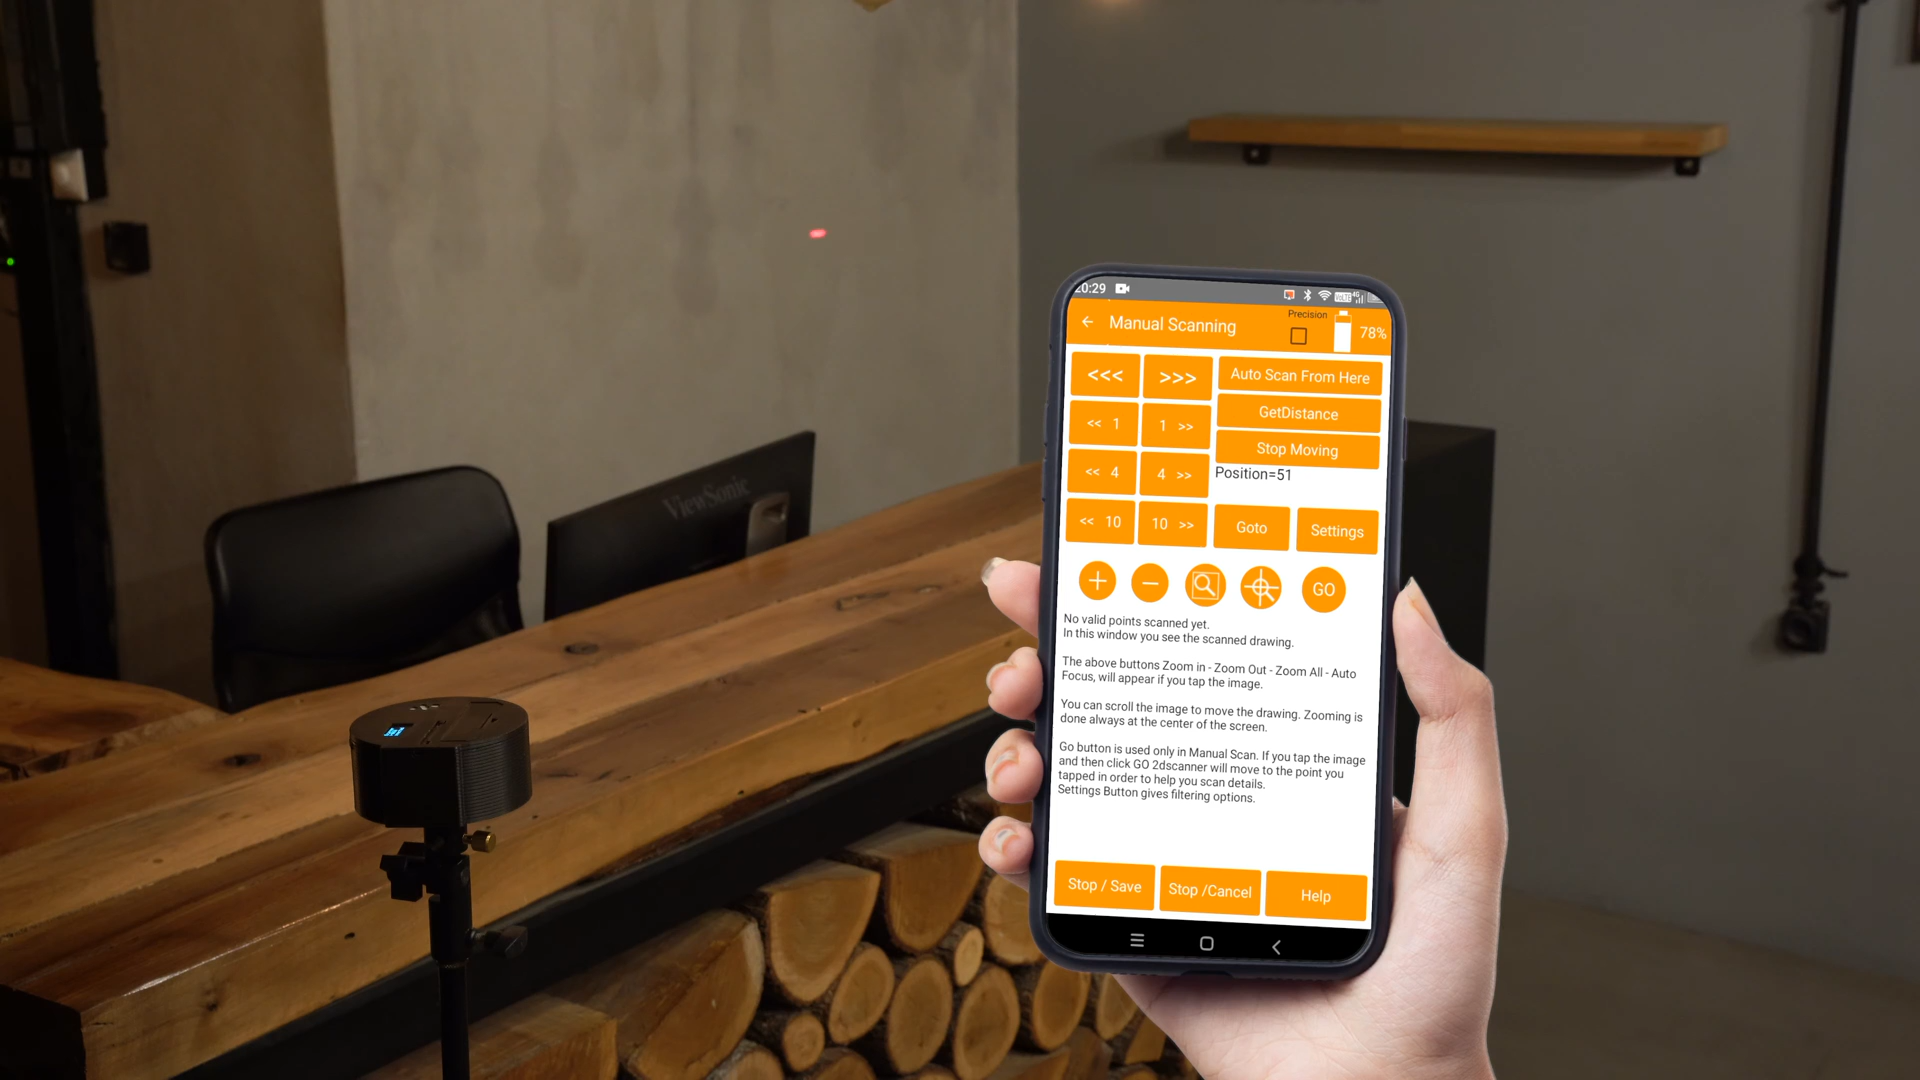 ViewSonic
20:29
Manual Scanning
Precision
78%
<<< >>> Auto Scan From Here
GetDistance
<< 1 1 >>
Stop Moving
Position=51
<< 4 4 >>
<< 10 10 >> Goto Settings
+ − GO
No valid points scanned yet.
In this window you see the scanned drawing.
The above buttons Zoom in - Zoom Out - Zoom All - Auto
Focus, will appear if you tap the image.
You can scroll the image to move the drawing. Zooming is
done always at the center of the screen.
Go button is used only in Manual Scan. If you tap the image
and then click GO 2dscanner will move to the point you
tapped in order to help you scan details.
Settings Button gives filtering options.
Stop / Save Stop /Cancel Help